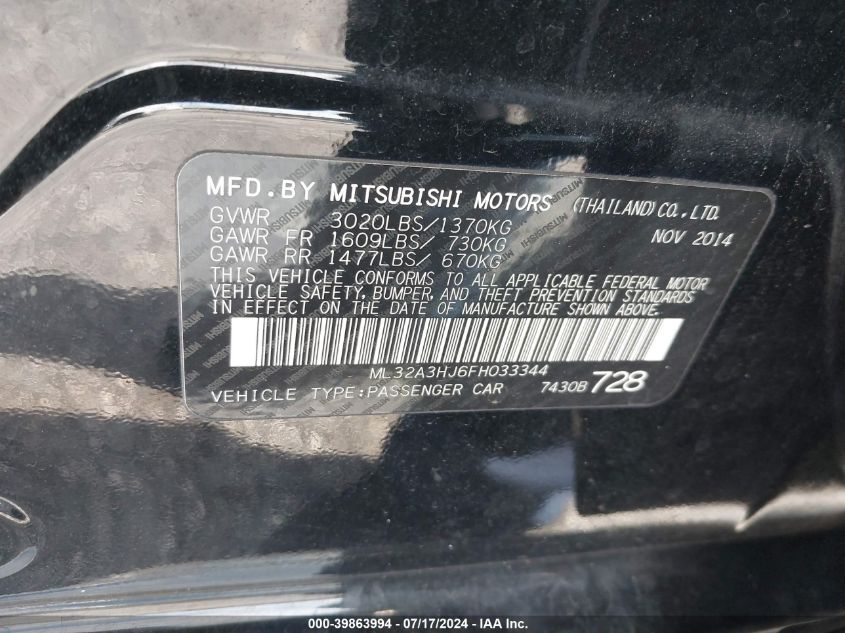 MFD.BY MITSUBISHI MOTORS (THAILAND)CO.,LTD.
GVWR 3020LBS/1370KG NOV 2014
GAWR FR 1609LBS/ 730KG
GAWR RR 1477LBS/ 670KG
THIS VEHICLE CONFORMS TO ALL APPLICABLE FEDERAL MOTOR
VEHICLE SAFETY, BUMPER, AND THEFT PREVENTION STANDARDS
IN EFFECT ON THE DATE OF MANUFACTURE SHOWN ABOVE.
ML32A3HJ6FH033344
VEHICLE TYPE:PASSENGER CAR 7430B 728
000-39863994 / 07/17/2024 - IAA Inc.